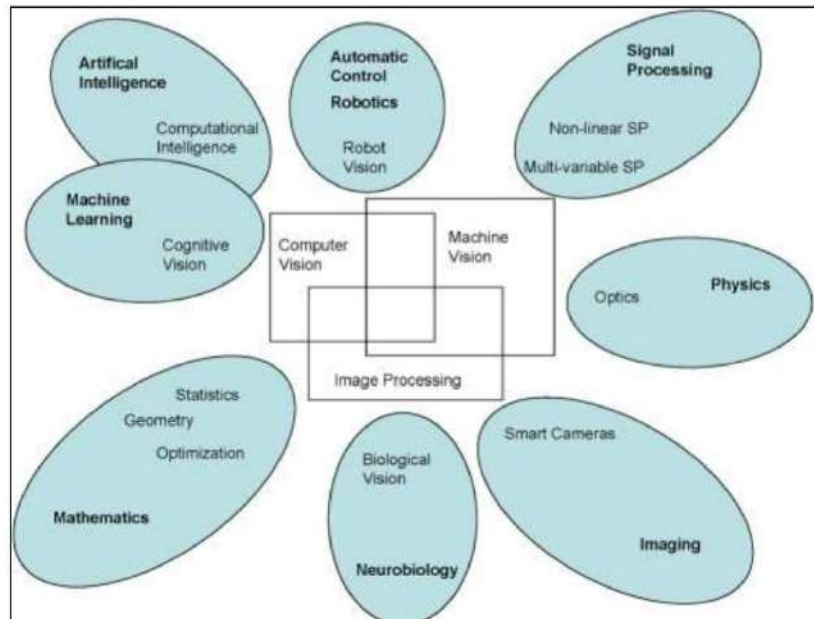 Artifical
Intelligence
Computational
Intelligence
Automatic
Control
Robotics
Robot
Vision
Signal
Processing
Non-linear SP
Multi-variable SP
Machine
Learning
Cognitive
Vision
Computer
Vision
Machine
Vision
Image Processing
Optics
Physics
Statistics
Geometry
Optimization
Mathematics
Biological
Vision
Neurobiology
Smart Cameras
Imaging